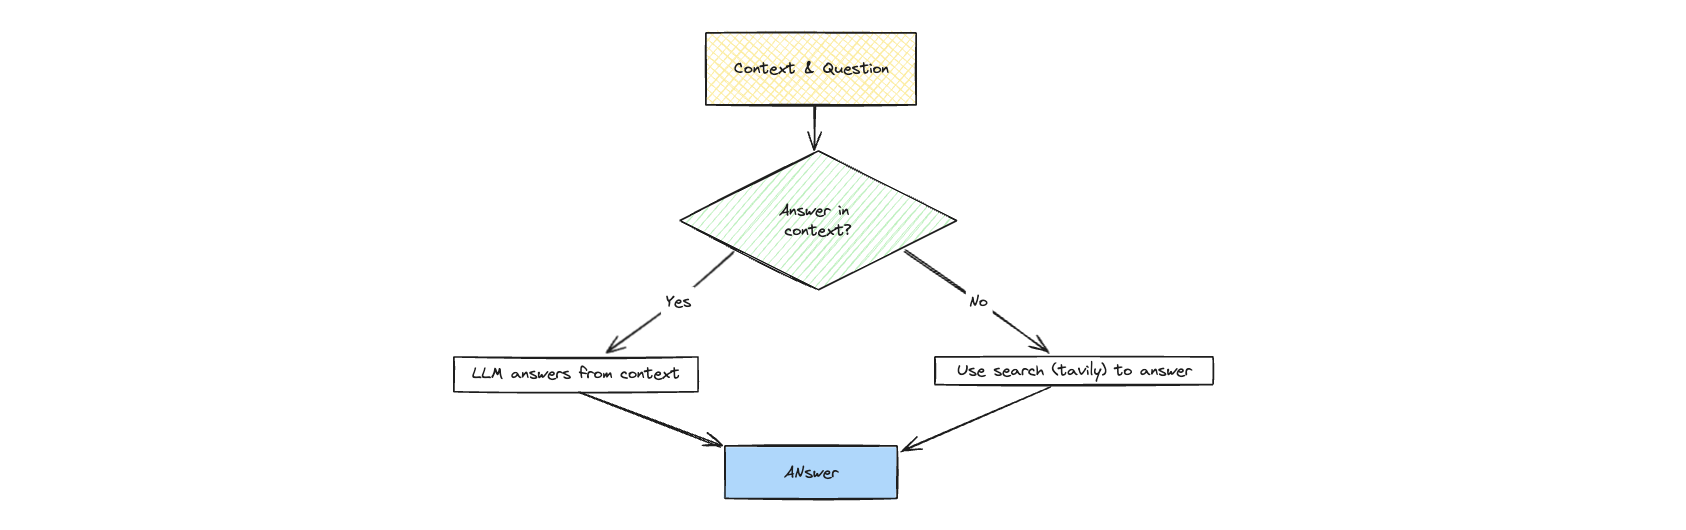 Context & Question
Answer in
context?
Yes
No
LLM answers from context
Use search (tavily) to answer
ANswer